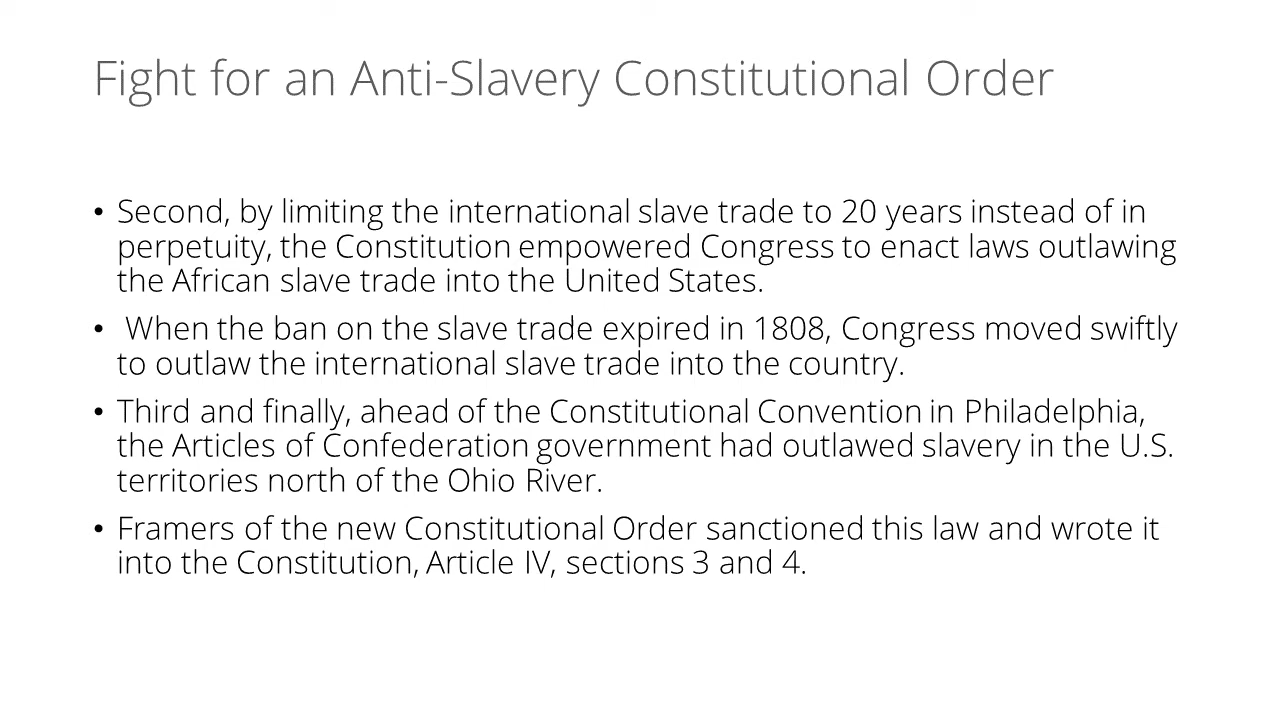 Fight for an Anti-Slavery Constitutional Order
• Second, by limiting the international slave trade to 20 years instead of in
perpetuity, the Constitution empowered Congress to enact laws outlawing
the African slave trade into the United States.
• When the ban on the slave trade expired in 1808, Congress moved swiftly
to outlaw the international slave trade into the country.
• Third and finally, ahead of the Constitutional Convention in Philadelphia,
the Articles of Confederation government had outlawed slavery in the U.S.
territories north of the Ohio River.
• Framers of the new Constitutional Order sanctioned this law and wrote it
into the Constitution, Article IV, sections 3 and 4.